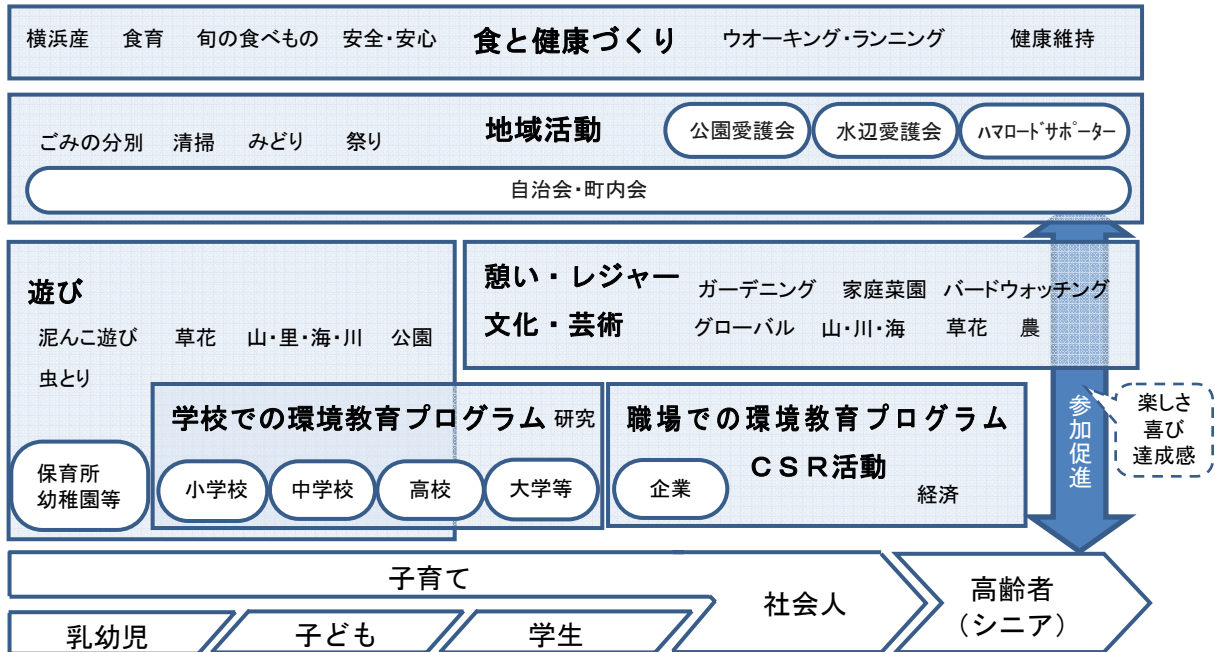 横浜産 食育 旬の食べもの 安全・安心 食と健康づくり ウオーキング・ランニング 健康維持
ごみの分別 清掃 みどり 祭り 地域活動 公園愛護会 水辺愛護会 ﾊﾏﾛｰﾄﾞｻﾎﾟｰﾀｰ
自治会・町内会
遊び
泥んこ遊び 草花 山・里・海・川 公園
虫とり
憩い・レジャー ガーデニング 家庭菜園 バードウォッチング
文化・芸術 グローバル 山・川・海 草花 農
学校での環境教育プログラム 研究
保育所
幼稚園等
小学校 中学校 高校 大学等
職場での環境教育プログラム
ＣＳＲ活動
企業 経済
参加促進
楽しさ
喜び
達成感
子育て
乳幼児 子ども 学生 社会人
高齢者
（シニア）